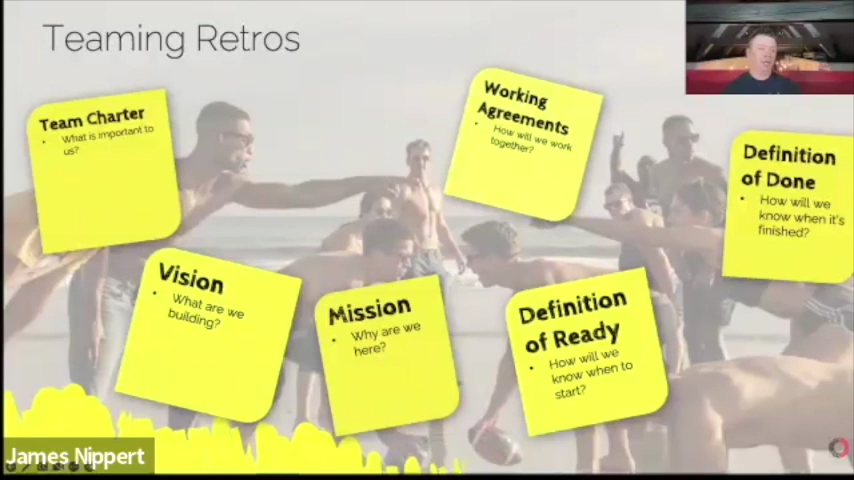 Teaming Retros
Team Charter
• What is important to
us?
Working
Agreements
• How will we work
together?
Definition
of Done
• How will we
know when it's
finished?
Vision
• What are we
building?
Mission
• Why are we
here?
Definition
of Ready
• How will we
know when to
start?
James Nippert